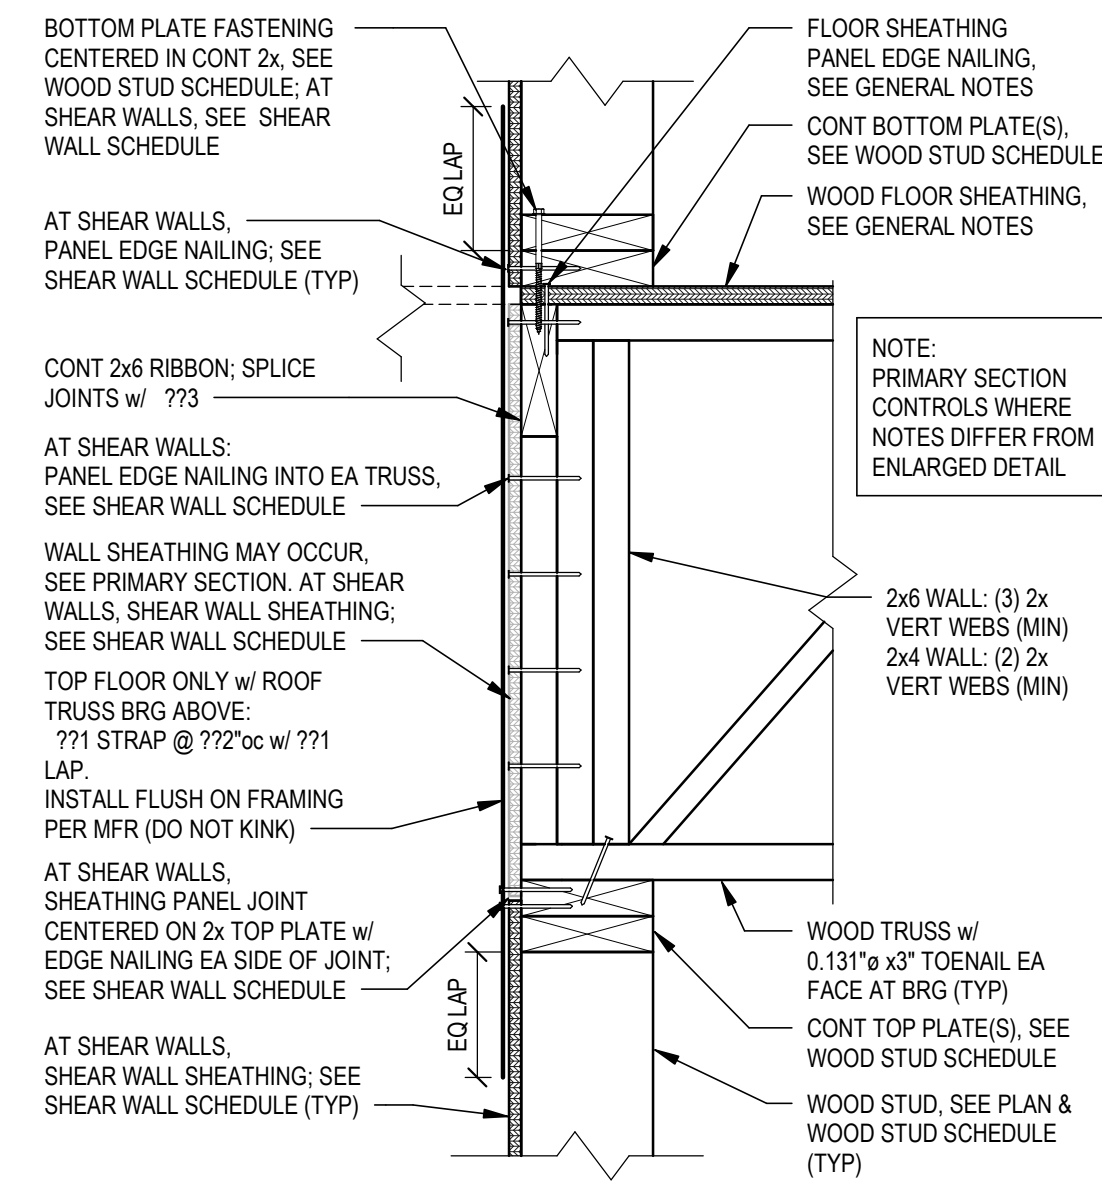 BOTTOM PLATE FASTENING
CENTERED IN CONT 2x, SEE
WOOD STUD SCHEDULE; AT
SHEAR WALLS, SEE SHEAR
WALL SCHEDULE
AT SHEAR WALLS,
PANEL EDGE NAILING; SEE
SHEAR WALL SCHEDULE (TYP)
CONT 2x6 RIBBON; SPLICE
JOINTS w/ ??3
AT SHEAR WALLS:
PANEL EDGE NAILING INTO EA TRUSS,
SEE SHEAR WALL SCHEDULE
WALL SHEATHING MAY OCCUR,
SEE PRIMARY SECTION. AT SHEAR
WALLS, SHEAR WALL SHEATHING;
SEE SHEAR WALL SCHEDULE
TOP FLOOR ONLY w/ ROOF
TRUSS BRG ABOVE:
??1 STRAP @ ??2"oc w/ ??1
LAP.
INSTALL FLUSH ON FRAMING
PER MFR (DO NOT KINK)
AT SHEAR WALLS,
SHEATHING PANEL JOINT
CENTERED ON 2x TOP PLATE w/
EDGE NAILING EA SIDE OF JOINT;
SEE SHEAR WALL SCHEDULE
AT SHEAR WALLS,
SHEAR WALL SHEATHING; SEE
SHEAR WALL SCHEDULE (TYP)
EQ LAP
EQ LAP
FLOOR SHEATHING
PANEL EDGE NAILING,
SEE GENERAL NOTES
CONT BOTTOM PLATE(S),
SEE WOOD STUD SCHEDULE
WOOD FLOOR SHEATHING,
SEE GENERAL NOTES
NOTE:
PRIMARY SECTION
CONTROLS WHERE
NOTES DIFFER FROM
ENLARGED DETAIL
2x6 WALL: (3) 2x
VERT WEBS (MIN)
2x4 WALL: (2) 2x
VERT WEBS (MIN)
WOOD TRUSS w/
0.131"ø x3" TOENAIL EA
FACE AT BRG (TYP)
CONT TOP PLATE(S), SEE
WOOD STUD SCHEDULE
WOOD STUD, SEE PLAN &
WOOD STUD SCHEDULE
(TYP)